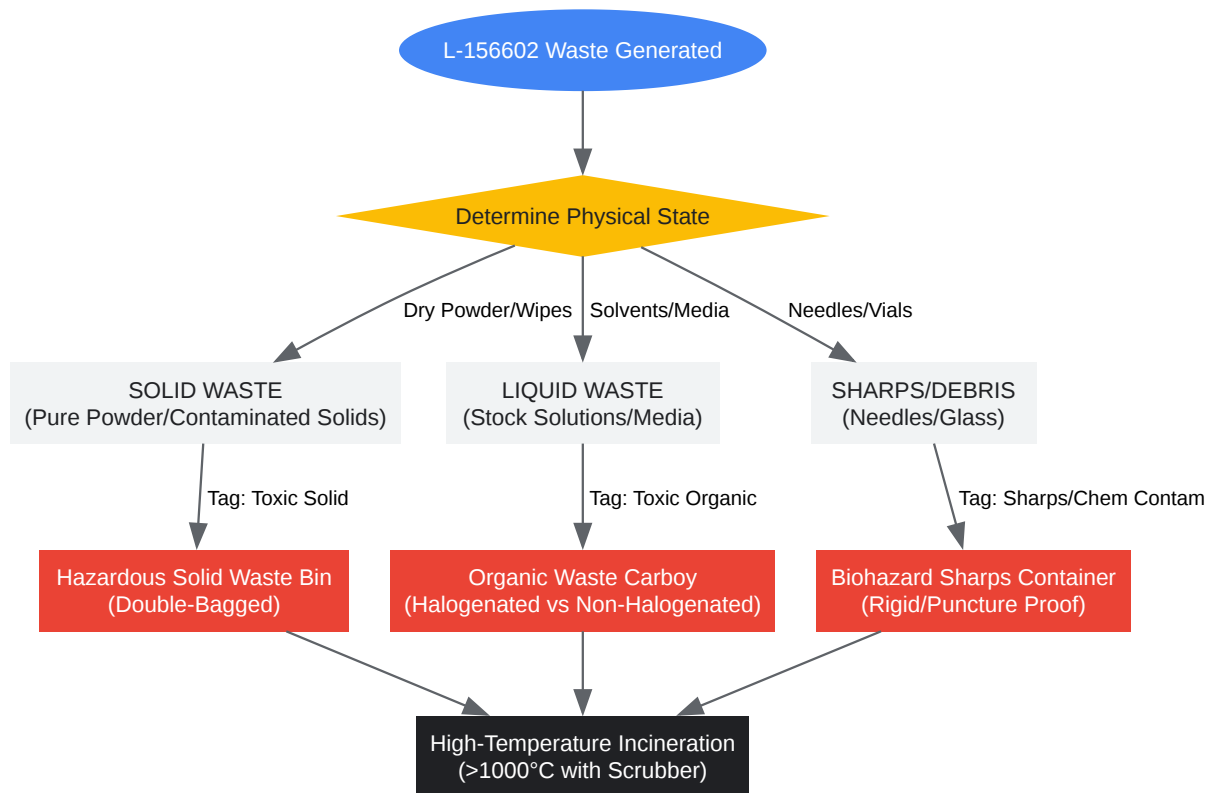 L-156602 Waste Generated
Determine Physical State
Dry Powder/Wipes
Solvents/Media
Needles/Vials
SOLID WASTE
(Pure Powder/Contaminated Solids)
LIQUID WASTE
(Stock Solutions/Media)
SHARPS/DEBRIS
(Needles/Glass)
Tag: Toxic Solid
Tag: Toxic Organic
Tag: Sharps/Chem Contam
Hazardous Solid Waste Bin
(Double-Bagged)
Organic Waste Carboy
(Halogenated vs Non-Halogenated)
Biohazard Sharps Container
(Rigid/Puncture Proof)
High-Temperature Incineration
(>1000°C with Scrubber)